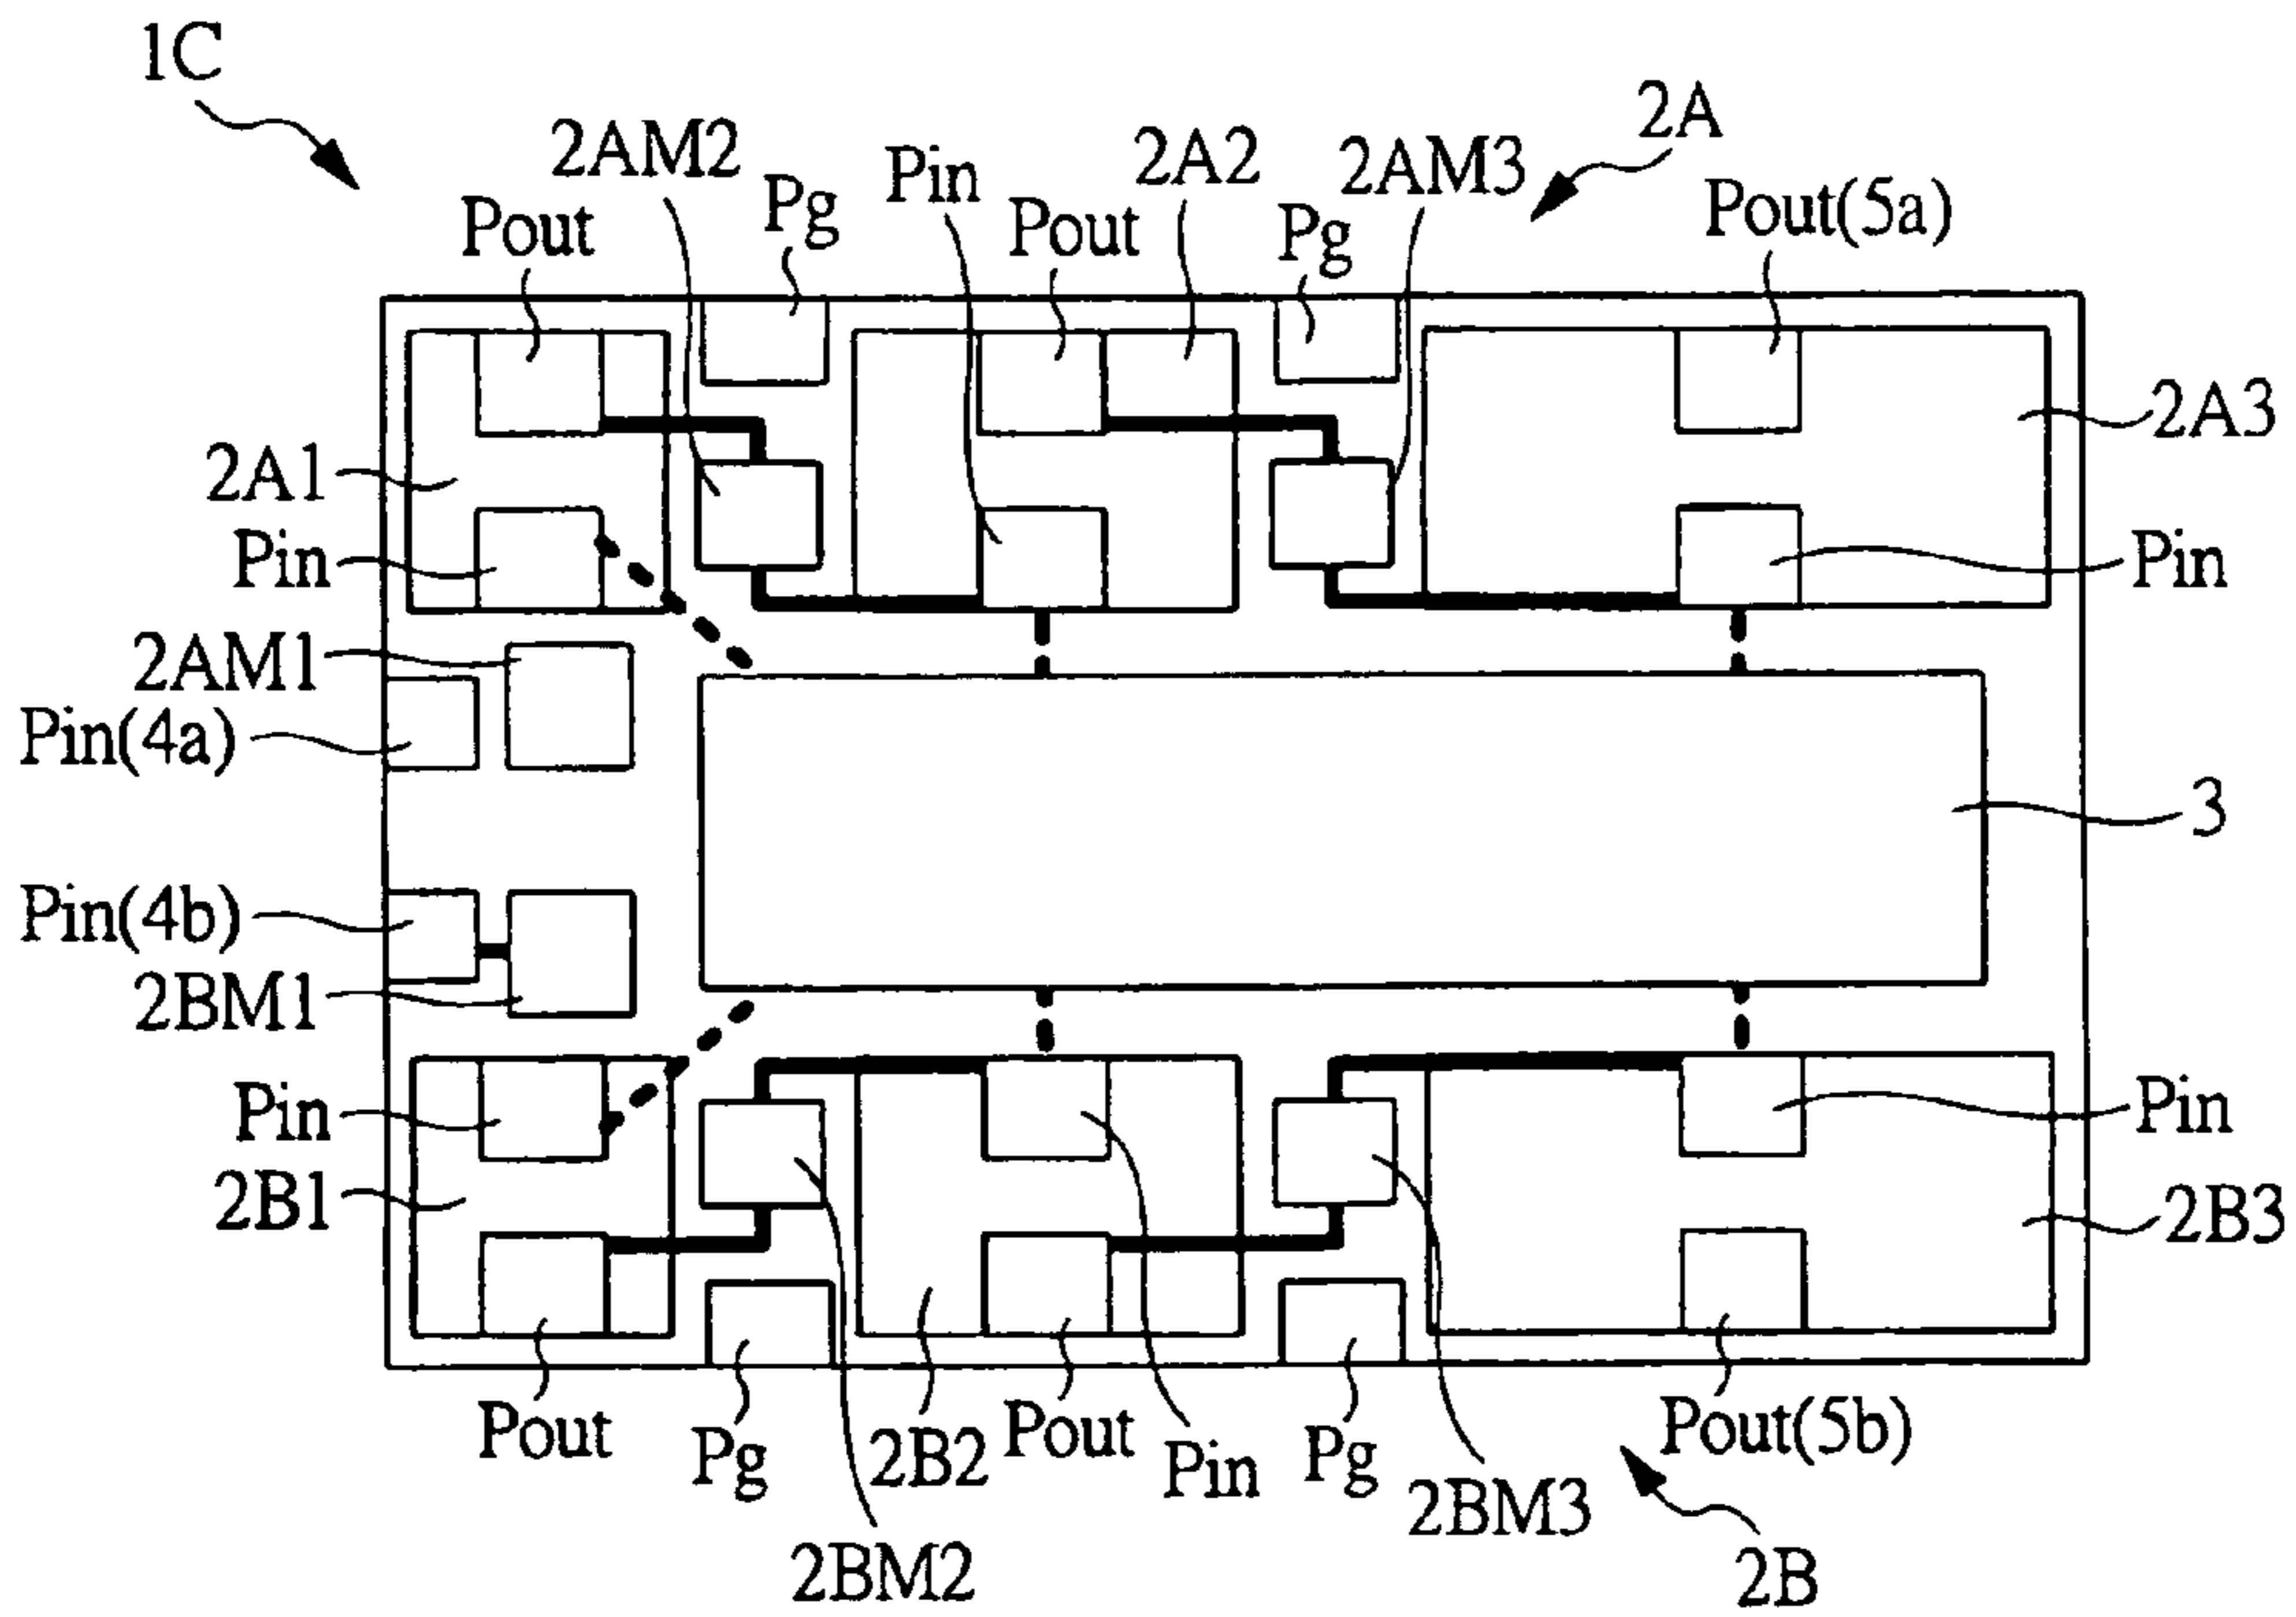 1C
2A
2AM2
Pin
2A2
2AM3
Pout
Pg
Pout
Pg
Pout(5a)
2A3
2A1
Pin
Pin
2AM1
Pin(4a)
3
Pin(4b)
2BM1
Pin
Pin
2B1
2B3
Pout
Pg
2B2
Pout
Pin
Pg
Pout(5b)
2BM3
2BM2
2B